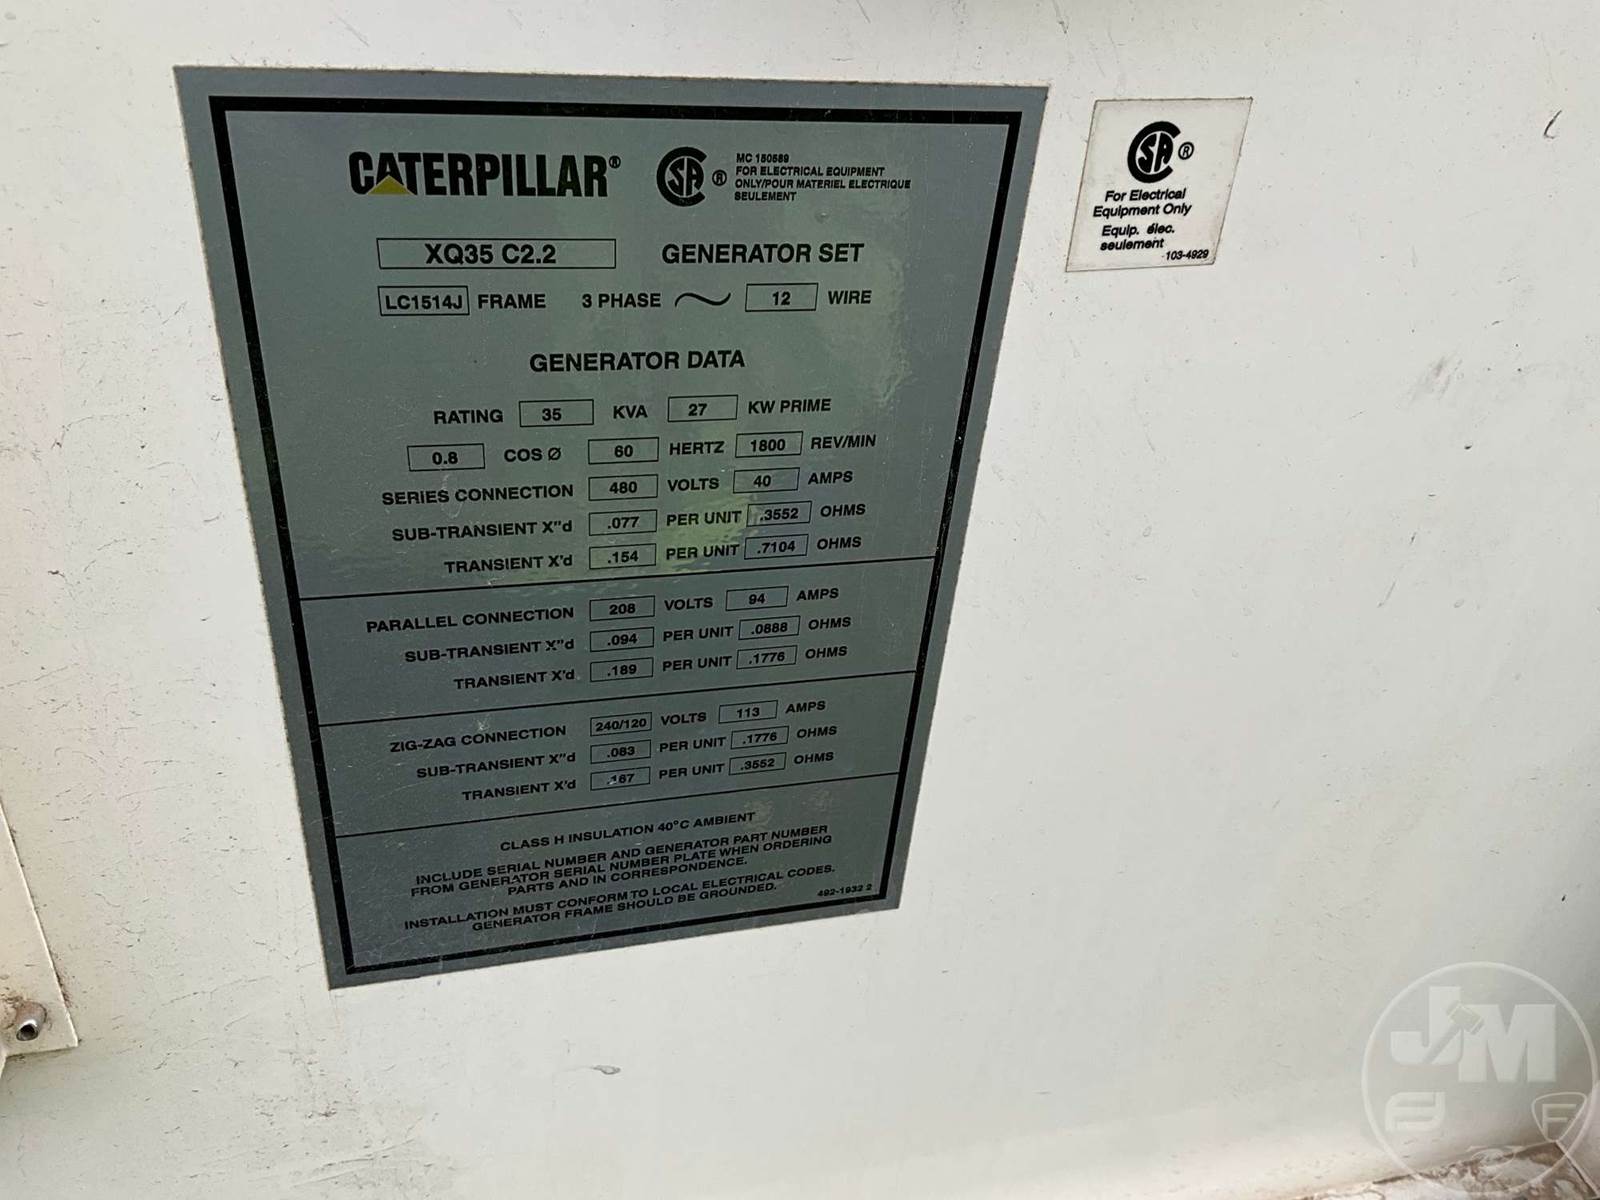 CATERPILLAR®
SA ®
MC 150589
FOR ELECTRICAL EQUIPMENT
ONLY/POUR MATERIEL ELECTRIQUE
SEULEMENT
XQ35 C2.2 GENERATOR SET
LC1514J FRAME 3 PHASE 12 WIRE
GENERATOR DATA
RATING 35 KVA 27 KW PRIME
0.8 COS Ø 60 HERTZ 1800 REV/MIN
SERIES CONNECTION 480 VOLTS 40 AMPS
SUB-TRANSIENT X"d .077 PER UNIT .3552 OHMS
TRANSIENT X'd .154 PER UNIT .7104 OHMS
PARALLEL CONNECTION 208 VOLTS 94 AMPS
SUB-TRANSIENT X"d .094 PER UNIT .0888 OHMS
TRANSIENT X'd .189 PER UNIT .1776 OHMS
ZIG-ZAG CONNECTION 240/120 VOLTS 113 AMPS
SUB-TRANSIENT X"d .083 PER UNIT .1776 OHMS
TRANSIENT X'd .167 PER UNIT .3552 OHMS
CLASS H INSULATION 40°C AMBIENT
INCLUDE SERIAL NUMBER AND GENERATOR PART NUMBER
FROM GENERATOR SERIAL NUMBER PLATE WHEN ORDERING
PARTS AND IN CORRESPONDENCE.
INSTALLATION MUST CONFORM TO LOCAL ELECTRICAL CODES.
GENERATOR FRAME SHOULD BE GROUNDED.
492-1932 2
SA ®
For Electrical
Equipment Only
Equip. élec.
seulement
103-4929
JM